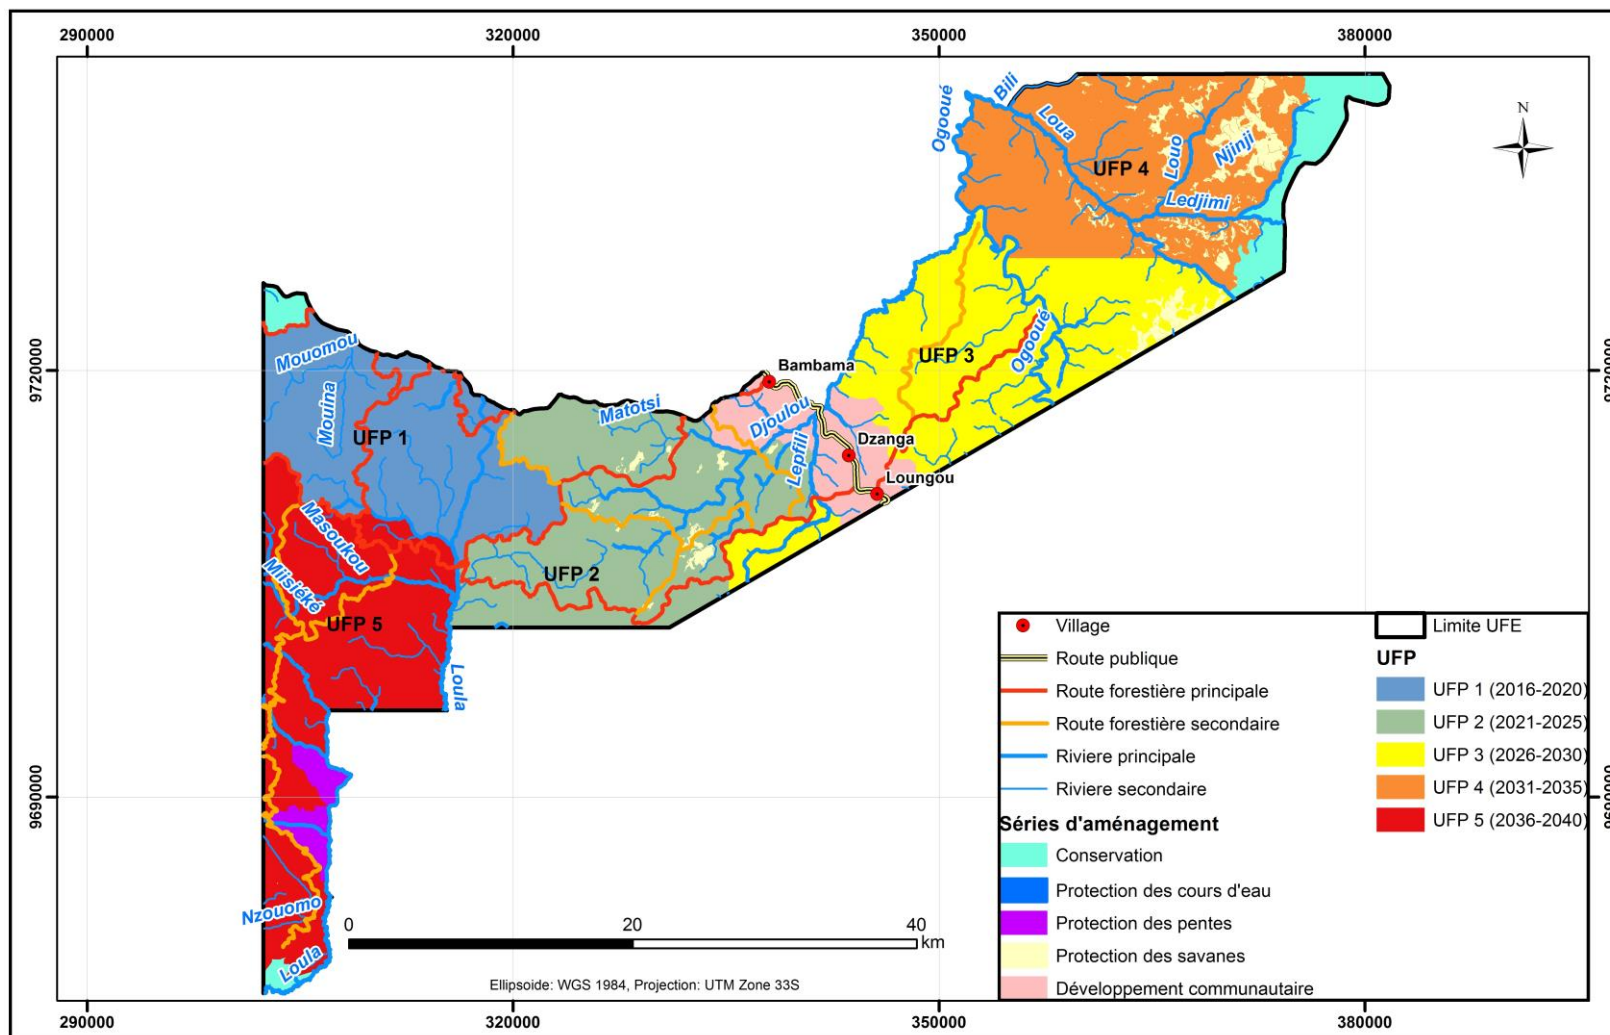 290000
320000
350000
380000
N
Ogooué
Bili
Loua
Louo
Njinji
UFP 4
Ledjimi
9720000
9720000
Mouomou
Mouina
UFP 1
Matotsi
Bambama
Djoulou
Lepfili
Dzanga
Loungou
UFP 3
Ogooué
Masoukou
Miisiéké
UFP 2
UFP 5
Loula
9690000
9690000
Nzouomo
Loula
0
20
40
km
Ellipsoide: WGS 1984, Projection: UTM Zone 33S
Village
Route publique
Route forestière principale
Route forestière secondaire
Riviere principale
Riviere secondaire
Séries d'aménagement
Conservation
Protection des cours d'eau
Protection des pentes
Protection des savanes
Développement communautaire
Limite UFE
UFP
UFP 1 (2016-2020)
UFP 2 (2021-2025)
UFP 3 (2026-2030)
UFP 4 (2031-2035)
UFP 5 (2036-2040)
290000
320000
350000
380000